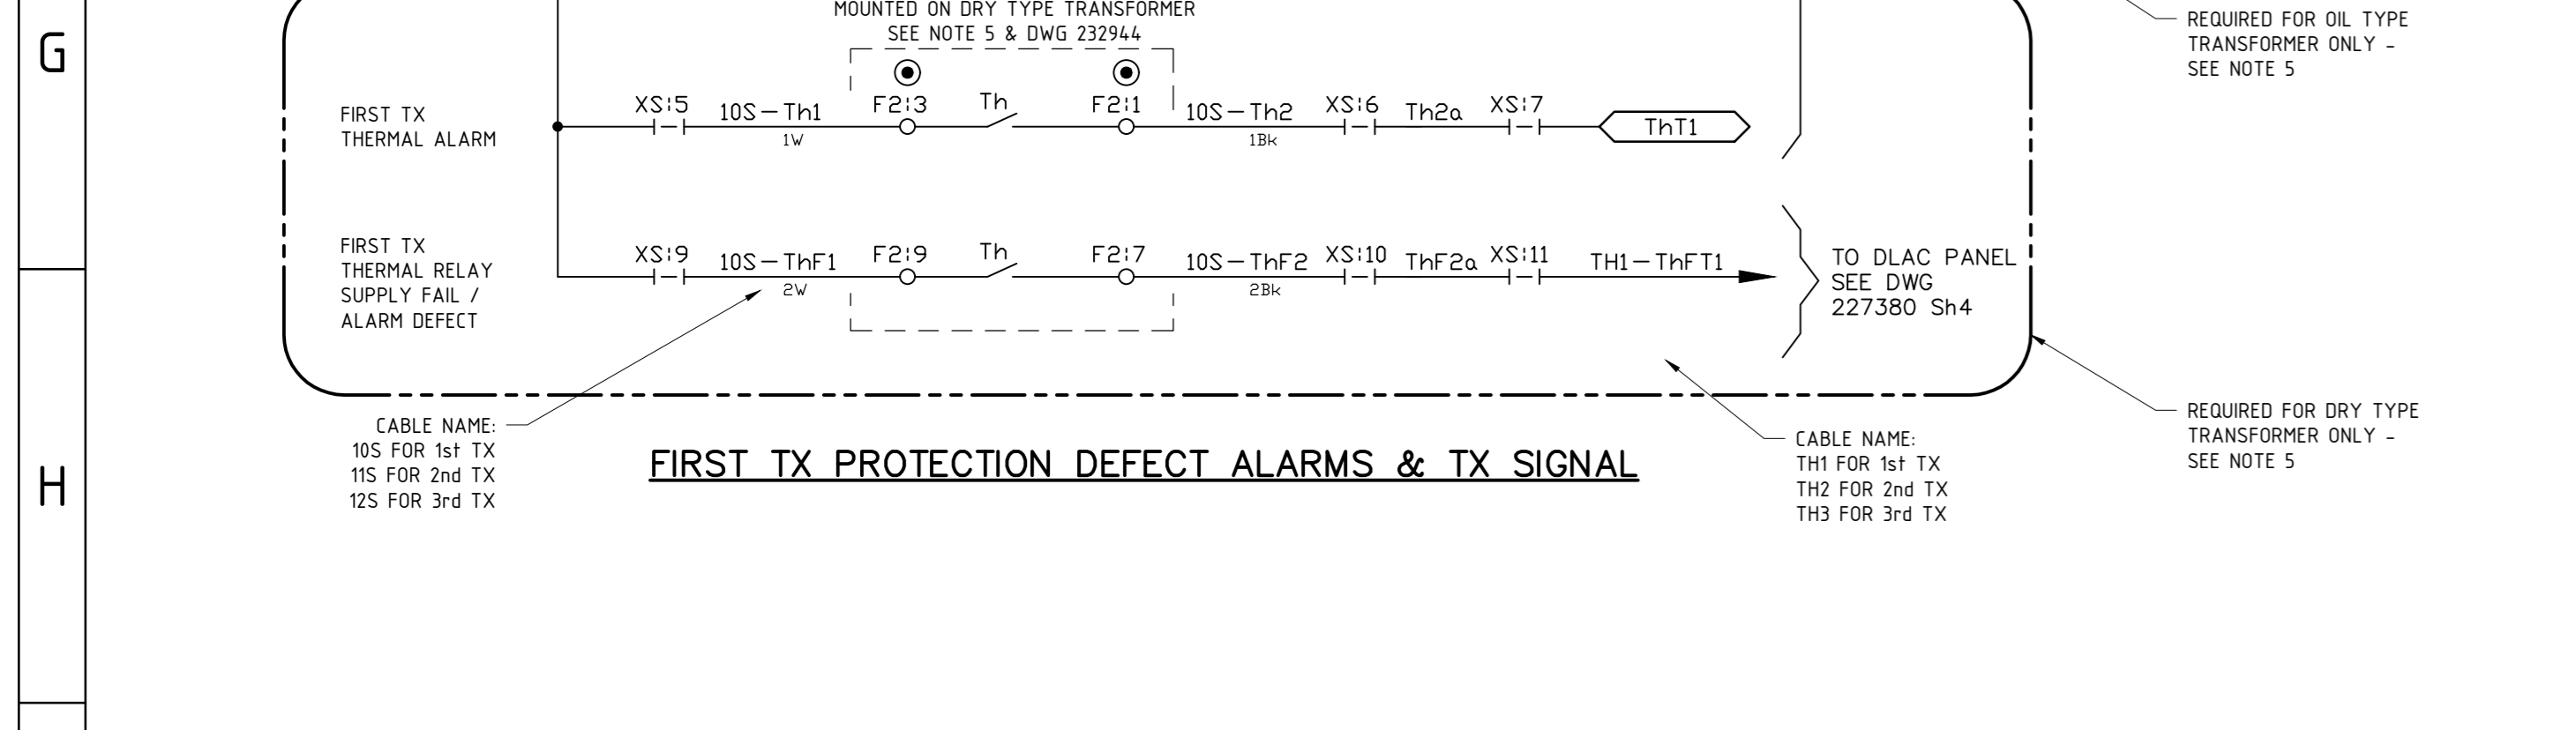 G
MOUNTED ON DRY TYPE TRANSFORMER
SEE NOTE 5 & DWG 232944
REQUIRED FOR OIL TYPE
TRANSFORMER ONLY -
SEE NOTE 5
FIRST TX
THERMAL ALARM
XS:5 10S-Th1 F2:3 Th F2:1 10S-Th2 XS:6 Th2a XS:7 ThT1
1W 1Bk
FIRST TX
THERMAL RELAY
SUPPLY FAIL /
ALARM DEFECT
XS:9 10S-ThF1 F2:9 Th F2:7 10S-ThF2 XS:10 ThF2a XS:11 TH1-ThFT1
2W 2Bk
TO DLAC PANEL
SEE DWG
227380 Sh4
H
CABLE NAME:
10S FOR 1st TX
11S FOR 2nd TX
12S FOR 3rd TX
FIRST TX PROTECTION DEFECT ALARMS & TX SIGNAL
CABLE NAME:
TH1 FOR 1st TX
TH2 FOR 2nd TX
TH3 FOR 3rd TX
REQUIRED FOR DRY TYPE
TRANSFORMER ONLY -
SEE NOTE 5